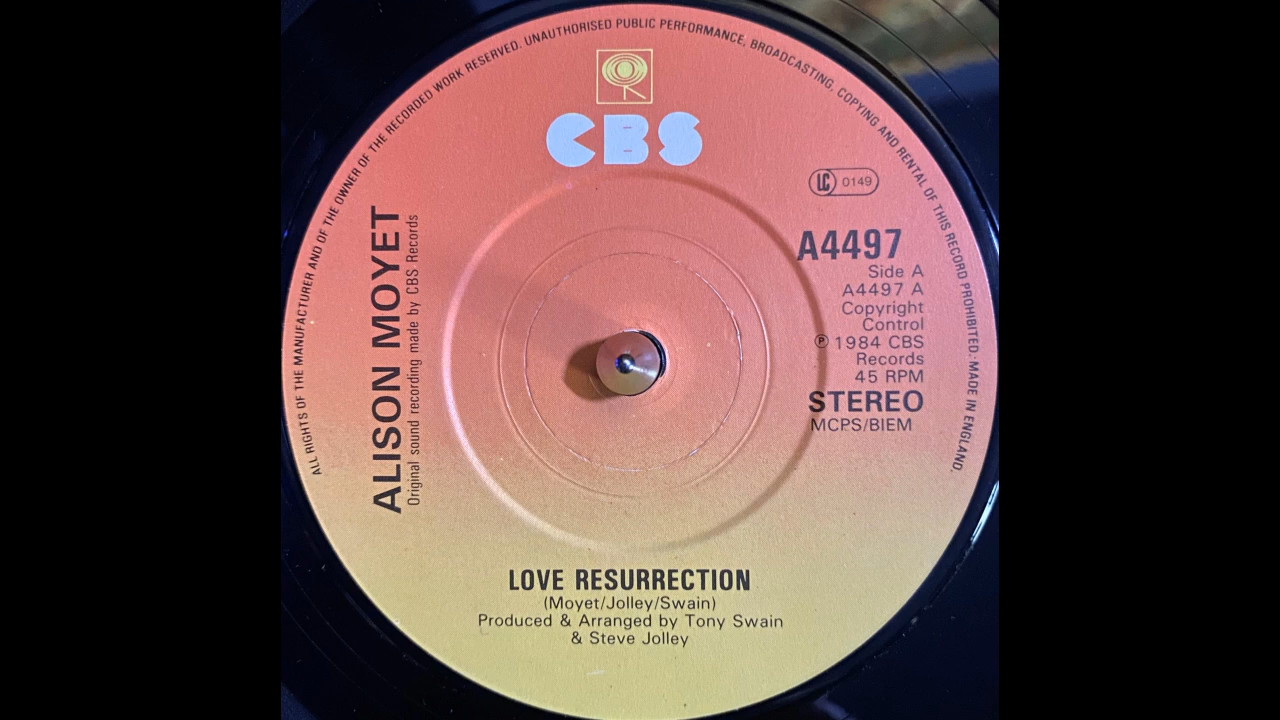 ALL RIGHTS OF THE MANUFACTURER AND OF THE OWNER OF THE RECORDED WORK RESERVED. UNAUTHORISED PUBLIC PERFORMANCE, BROADCASTING, COPYING AND RENTAL OF THIS RECORD PROHIBITED. MADE IN ENGLAND.
CBS
LC 0149
ALISON MOYET
Original sound recording made by CBS Records
A4497
Side A
A4497 A
Copyright
Control
℗ 1984 CBS
Records
45 RPM
STEREO
MCPS/BIEM
LOVE RESURRECTION
(Moyet/Jolley/Swain)
Produced & Arranged by Tony Swain
& Steve Jolley